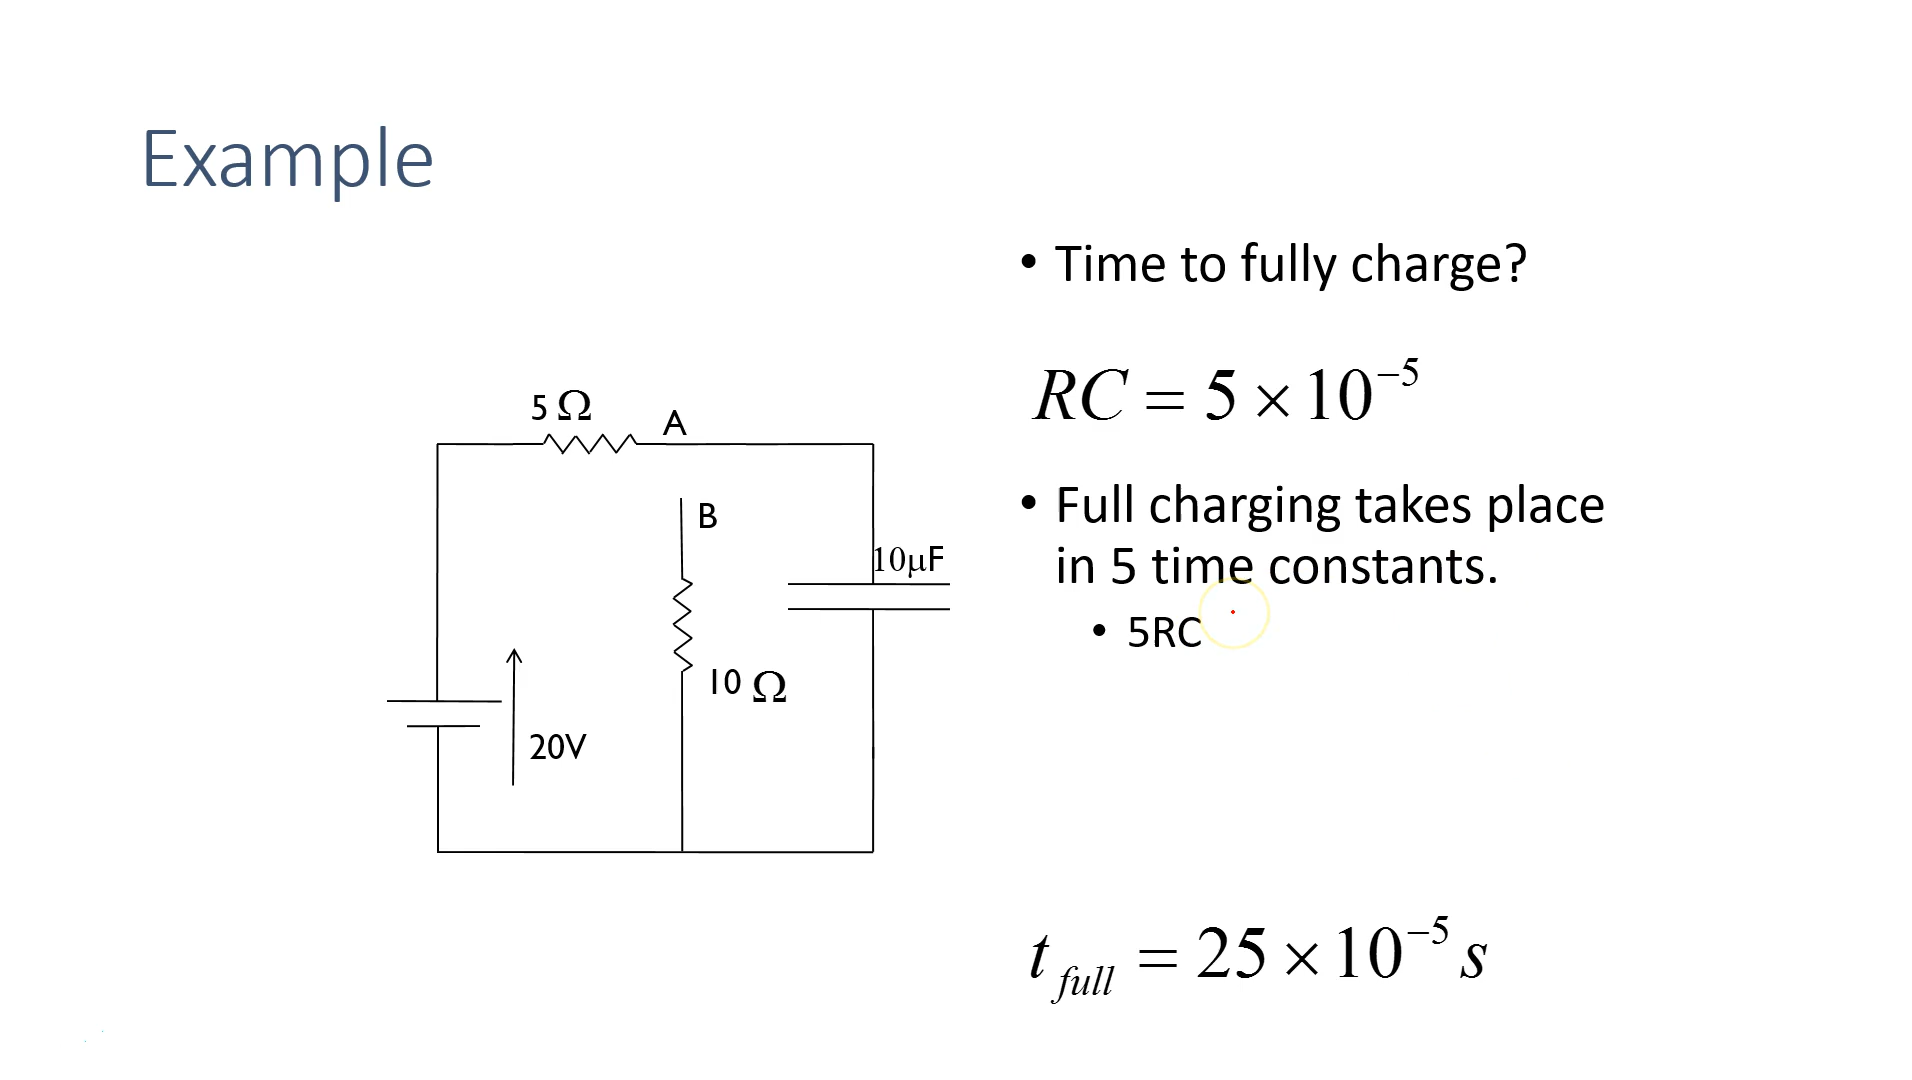 Example
• Time to fully charge?
RC = 5 × 10⁻⁵
• Full charging takes place
in 5 time constants.
• 5RC
5 Ω
A
B
10μF
10 Ω
20V
t_full = 25 × 10⁻⁵ s